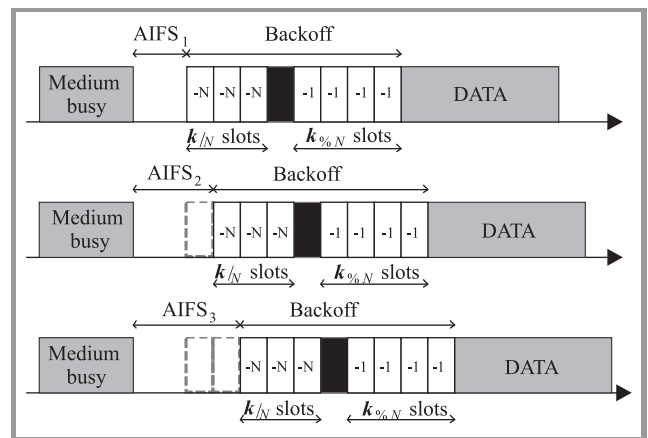 AIFS1 Backoff
Medium busy -N -N -N -1 -1 -1 -1 DATA
k/N slots k%N slots
AIFS2 Backoff
Medium busy -N -N -N -1 -1 -1 -1 DATA
k/N slots k%N slots
AIFS3 Backoff
Medium busy -N -N -N -1 -1 -1 -1 DATA
k/N slots k%N slots